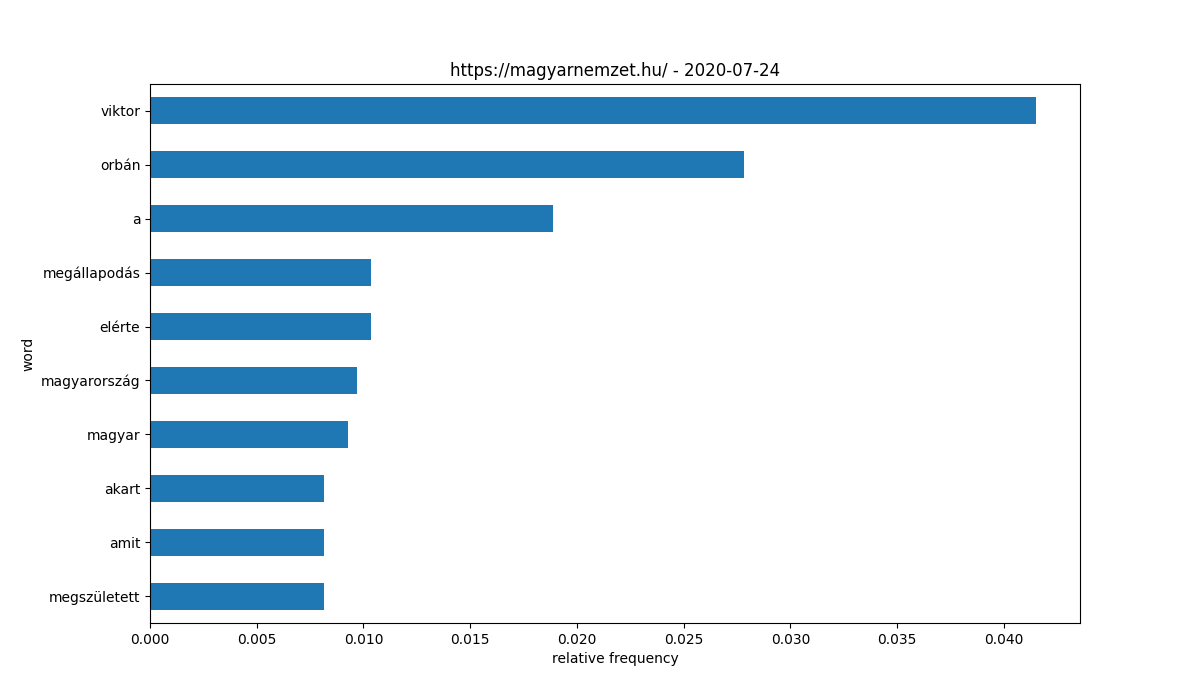 https://magyarnemzet.hu/ - 2020-07-24
viktor
orbán
a
megállapodás
elérte
magyarország
magyar
akart
amit
megszületett
word
0.000 0.005 0.010 0.015 0.020 0.025 0.030 0.035 0.040
relative frequency